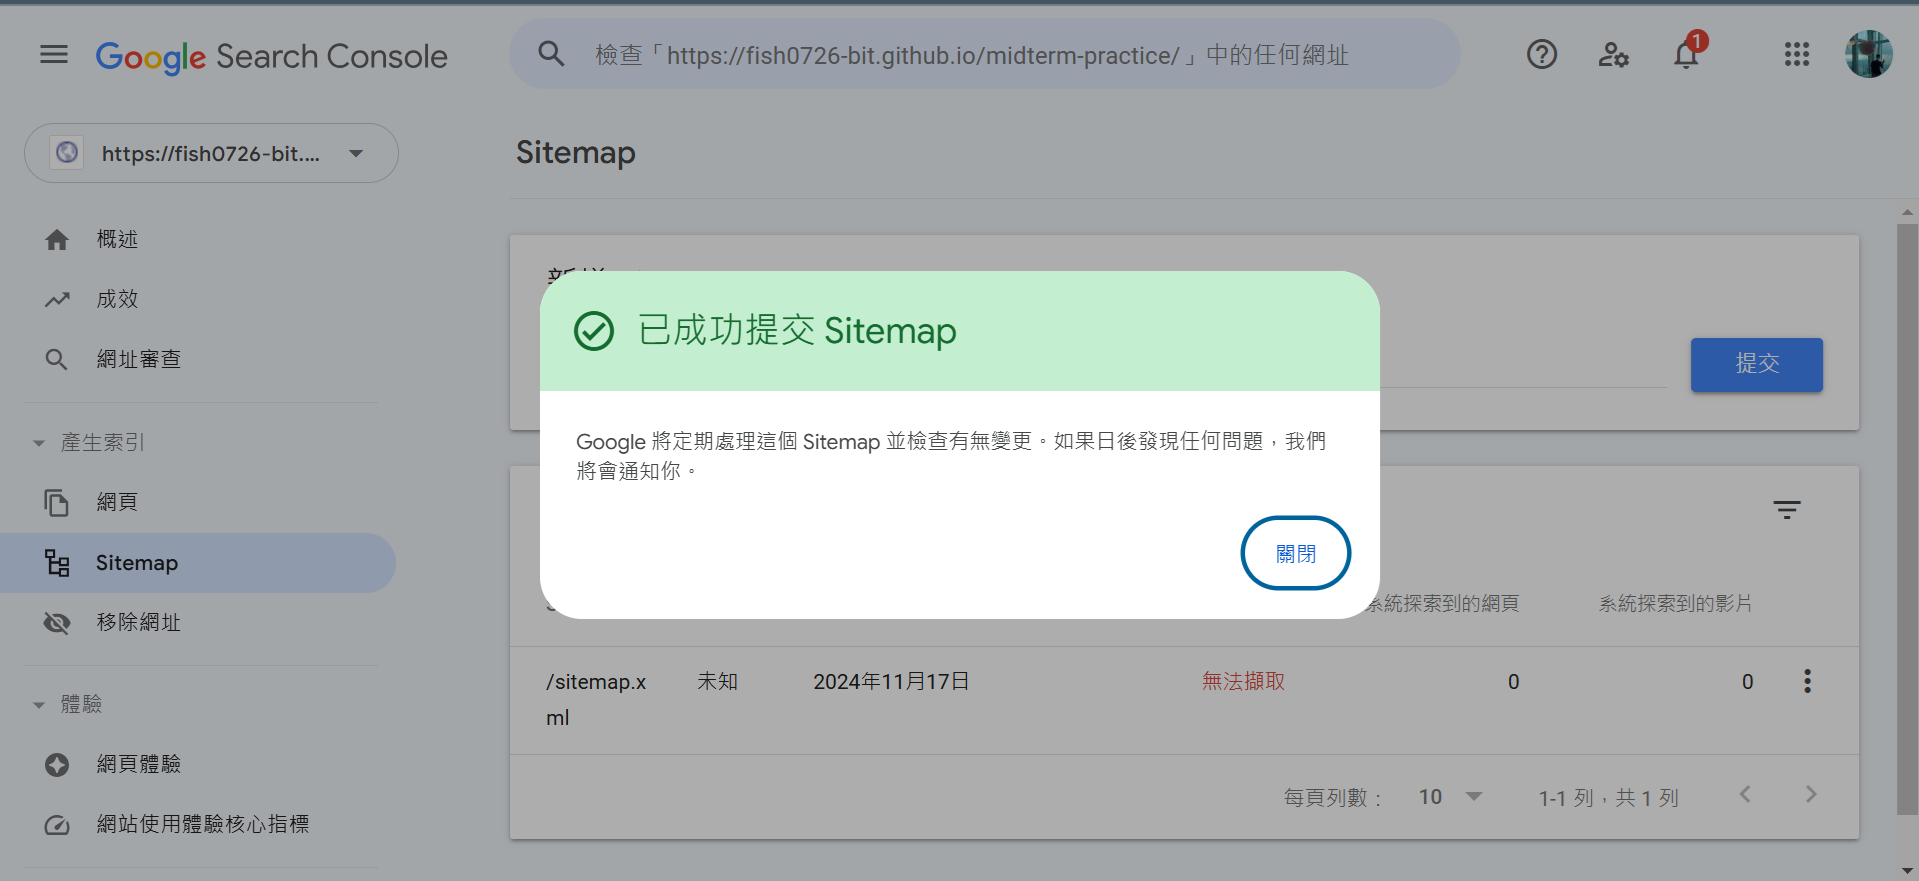 Google Search Console
檢查「https://fish0726-bit.github.io/midterm-practice/」中的任何網址
1
https://fish0726-bit....
Sitemap
概述
成效
網址審查
產生索引
網頁
Sitemap
移除網址
體驗
網頁體驗
網站使用體驗核心指標
提交
已成功提交 Sitemap
Google 將定期處理這個 Sitemap 並檢查有無變更。如果日後發現任何問題，我們
將會通知你。
關閉
系統探索到的網頁 系統探索到的影片
/sitemap.x 未知 2024年11月17日 無法擷取 0 0
ml
每頁列數： 10 1-1 列，共 1 列